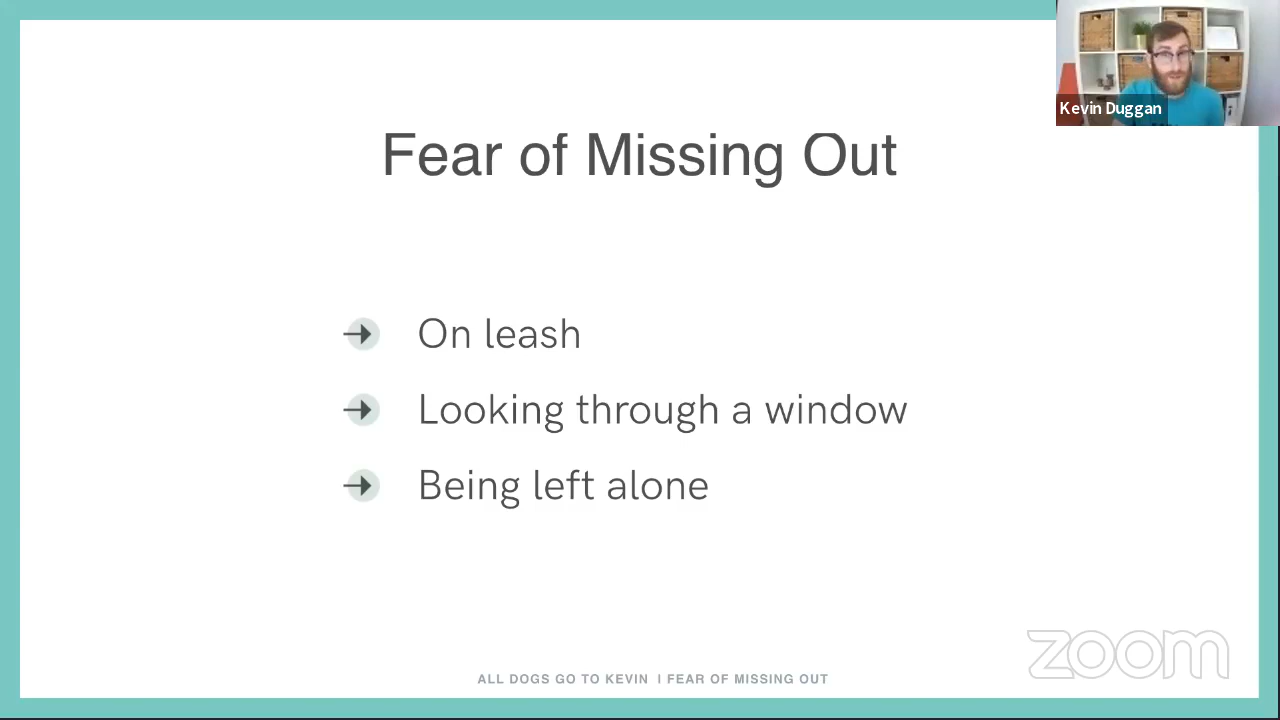 Kevin Duggan
Fear of Missing Out
On leash
Looking through a window
Being left alone
zoom
ALL DOGS GO TO KEVIN | FEAR OF MISSING OUT